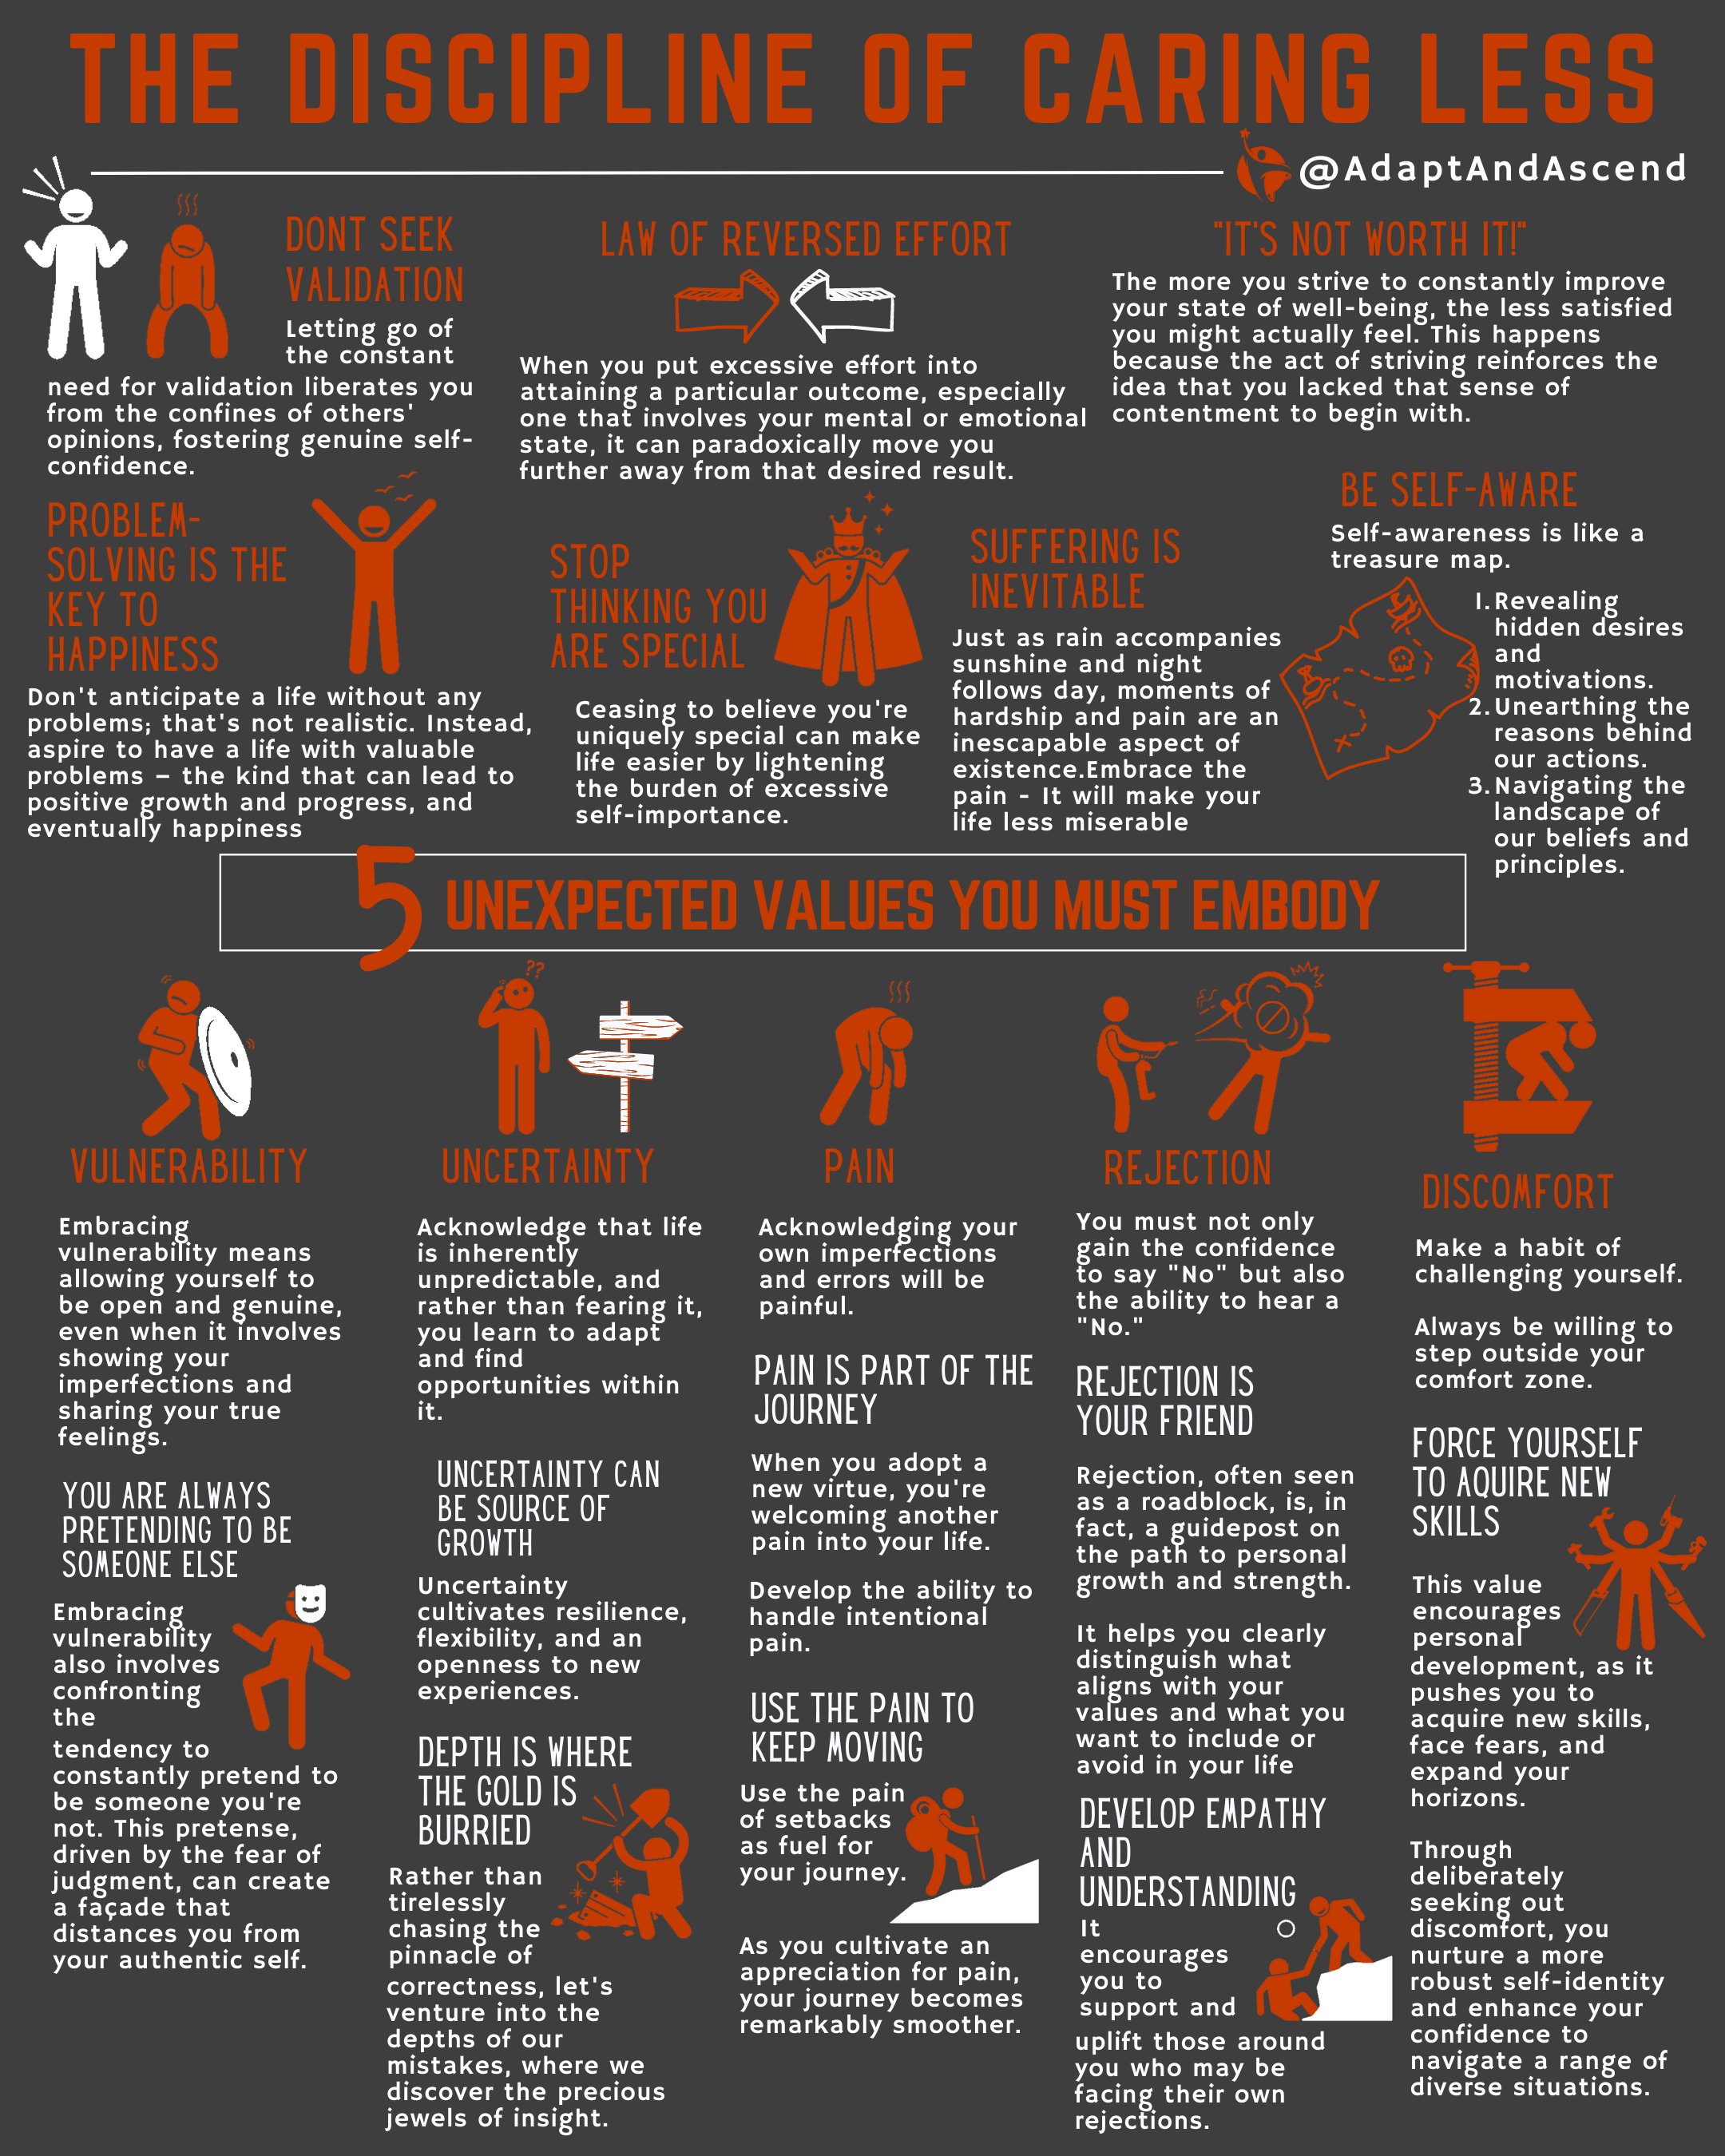 THE DISCIPLINE OF CARING LESS
@AdaptAndAscend
DONT SEEK
VALIDATION
Letting go of
the constant
need for validation liberates you
from the confines of others'
opinions, fostering genuine self-
confidence.
LAW OF REVERSED EFFORT
When you put excessive effort into
attaining a particular outcome, especially
one that involves your mental or emotional
state, it can paradoxically move you
further away from that desired result.
"IT'S NOT WORTH IT!"
The more you strive to constantly improve
your state of well-being, the less satisfied
you might actually feel. This happens
because the act of striving reinforces the
idea that you lacked that sense of
contentment to begin with.
PROBLEM-
SOLVING IS THE
KEY TO
HAPPINESS
Don't anticipate a life without any
problems; that's not realistic. Instead,
aspire to have a life with valuable
problems – the kind that can lead to
positive growth and progress, and
eventually happiness
STOP
THINKING YOU
ARE SPECIAL
Ceasing to believe you're
uniquely special can make
life easier by lightening
the burden of excessive
self-importance.
SUFFERING IS
INEVITABLE
Just as rain accompanies
sunshine and night
follows day, moments of
hardship and pain are an
inescapable aspect of
existence.Embrace the
pain - It will make your
life less miserable
BE SELF-AWARE
Self-awareness is like a
treasure map.
1. Revealing
hidden desires
and
motivations.
2. Unearthing the
reasons behind
our actions.
3. Navigating the
landscape of
our beliefs and
principles.
5 UNEXPECTED VALUES YOU MUST EMBODY
??
VULNERABILITY
Embracing
vulnerability means
allowing yourself to
be open and genuine,
even when it involves
showing your
imperfections and
sharing your true
feelings.
YOU ARE ALWAYS
PRETENDING TO BE
SOMEONE ELSE
Embracing
vulnerability
also involves
confronting
the
tendency to
constantly pretend to
be someone you're
not. This pretense,
driven by the fear of
judgment, can create
a façade that
distances you from
your authentic self.
UNCERTAINTY
Acknowledge that life
is inherently
unpredictable, and
rather than fearing it,
you learn to adapt
and find
opportunities within
it.
UNCERTAINTY CAN
BE SOURCE OF
GROWTH
Uncertainty
cultivates resilience,
flexibility, and an
openness to new
experiences.
DEPTH IS WHERE
THE GOLD IS
BURRIED
Rather than
tirelessly
chasing the
pinnacle of
correctness, let's
venture into the
depths of our
mistakes, where we
discover the precious
jewels of insight.
PAIN
Acknowledging your
own imperfections
and errors will be
painful.
PAIN IS PART OF THE
JOURNEY
When you adopt a
new virtue, you're
welcoming another
pain into your life.
Develop the ability to
handle intentional
pain.
USE THE PAIN TO
KEEP MOVING
Use the pain
of setbacks
as fuel for
your journey.
As you cultivate an
appreciation for pain,
your journey becomes
remarkably smoother.
REJECTION
You must not only
gain the confidence
to say "No" but also
the ability to hear a
"No."
REJECTION IS
YOUR FRIEND
Rejection, often seen
as a roadblock, is, in
fact, a guidepost on
the path to personal
growth and strength.
It helps you clearly
distinguish what
aligns with your
values and what you
want to include or
avoid in your life
DEVELOP EMPATHY
AND
UNDERSTANDING
It
encourages
you to
support and
uplift those around
you who may be
facing their own
rejections.
DISCOMFORT
Make a habit of
challenging yourself.
Always be willing to
step outside your
comfort zone.
FORCE YOURSELF
TO AQUIRE NEW
SKILLS
This value
encourages
personal
development, as it
pushes you to
acquire new skills,
face fears, and
expand your
horizons.
Through
deliberately
seeking out
discomfort, you
nurture a more
robust self-identity
and enhance your
confidence to
navigate a range of
diverse situations.